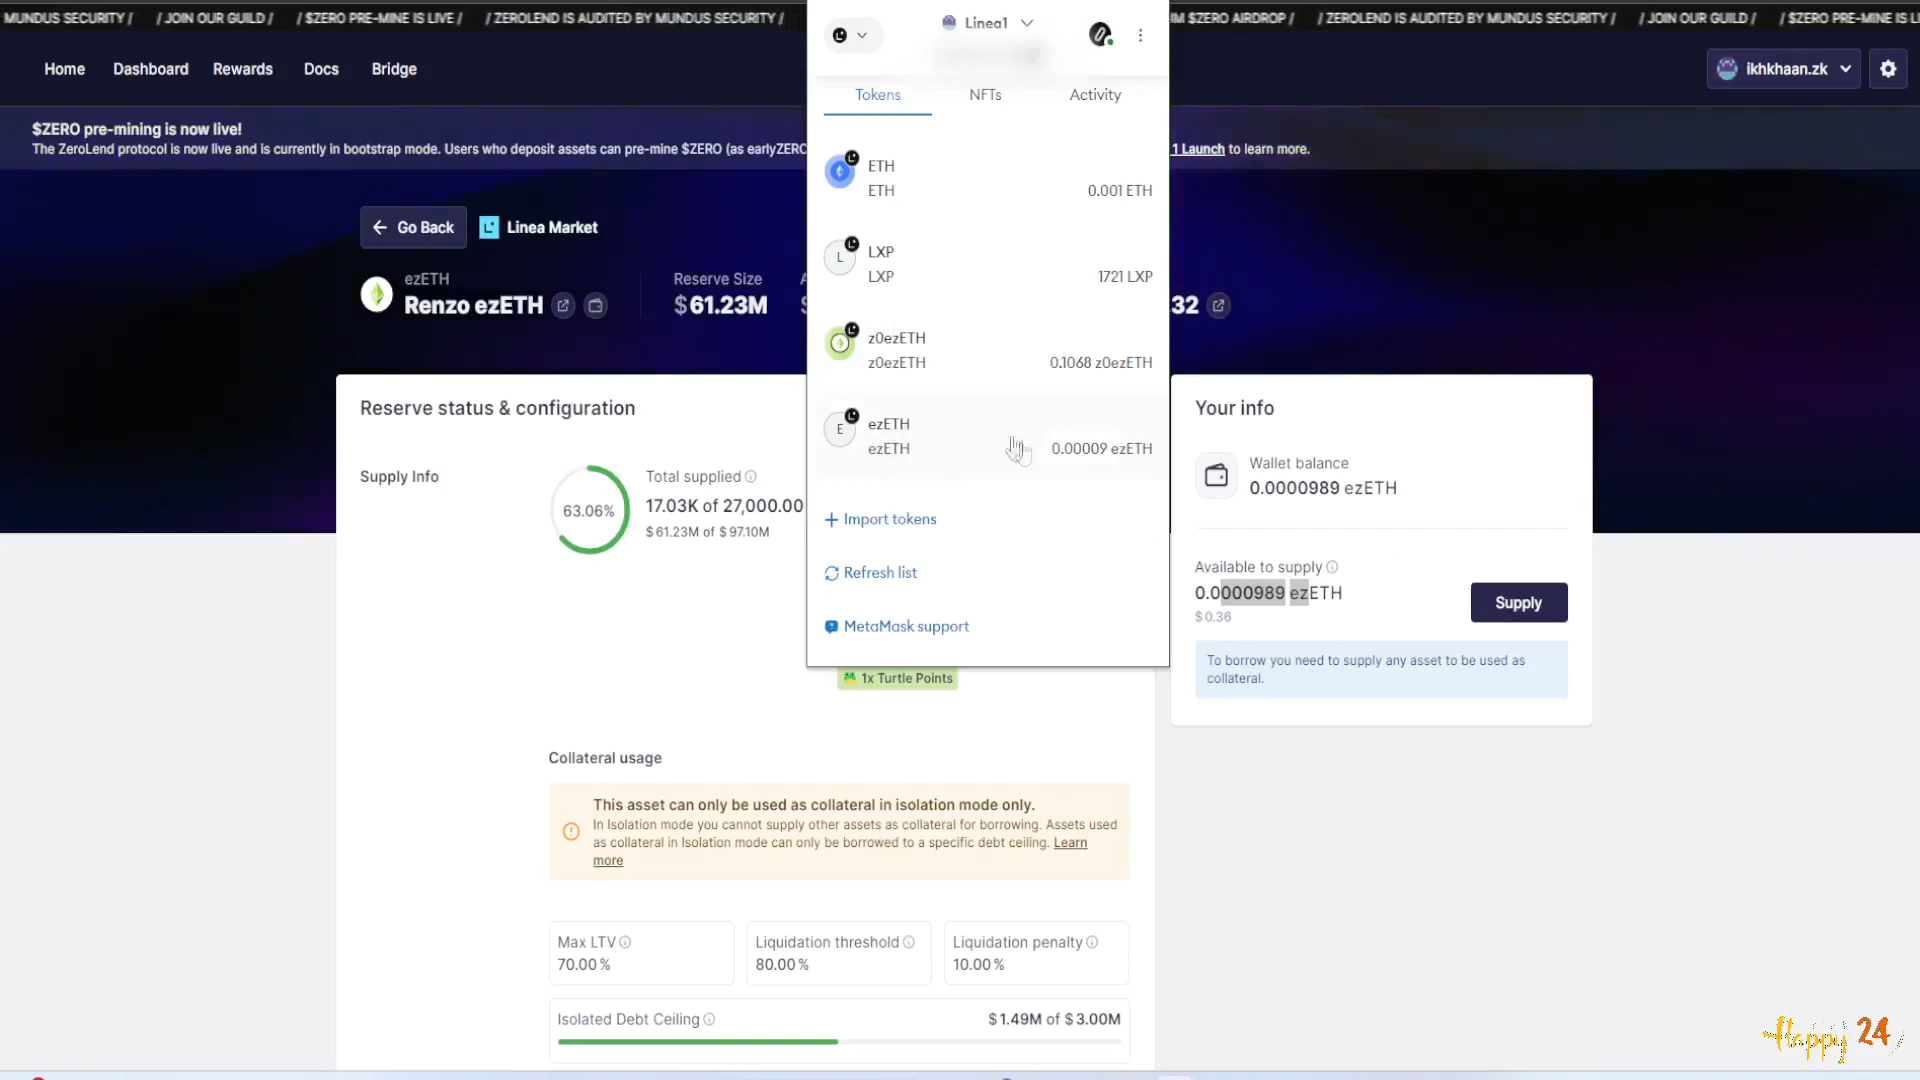 MUNDUS SECURITY / / JOIN OUR GUILD / / $ZERO PRE-MINE IS LIVE / / ZEROLEND IS AUDITED BY MUNDUS SECURITY /
$ZERO AIRDROP / / ZEROLEND IS AUDITED BY MUNDUS SECURITY / / JOIN OUR GUILD / / $ZERO PRE-MINE IS LI
Home
Dashboard
Rewards
Docs
Bridge
ikhkhaan.zk
$ZERO pre-mining is now live!
The ZeroLend protocol is now live and is currently in bootstrap mode. Users who deposit assets can pre-mine $ZERO (as earlyZERO
1 Launch to learn more.
Linea1
Tokens
NFTs
Activity
ETH
ETH
0.001 ETH
L
LXP
LXP
1721 LXP
z0ezETH
z0ezETH
0.1068 z0ezETH
E
ezETH
ezETH
0.00009 ezETH
Import tokens
Refresh list
MetaMask support
Go Back
Linea Market
ezETH
Renzo ezETH
Reserve Size
$61.23M
32
Reserve status & configuration
Supply Info
63.06%
Total supplied
17.03K of 27,000.00
$61.23M of $97.10M
1x Turtle Points
Collateral usage
This asset can only be used as collateral in isolation mode only.
In Isolation mode you cannot supply other assets as collateral for borrowing. Assets used
as collateral in Isolation mode can only be borrowed to a specific debt ceiling. Learn
more
Max LTV
70.00 %
Liquidation threshold
80.00 %
Liquidation penalty
10.00 %
Isolated Debt Ceiling
$1.49M of $3.00M
Your info
Wallet balance
0.0000989 ezETH
Available to supply
0.0000989 ezETH
$0.36
Supply
To borrow you need to supply any asset to be used as
collateral.
Happy 24